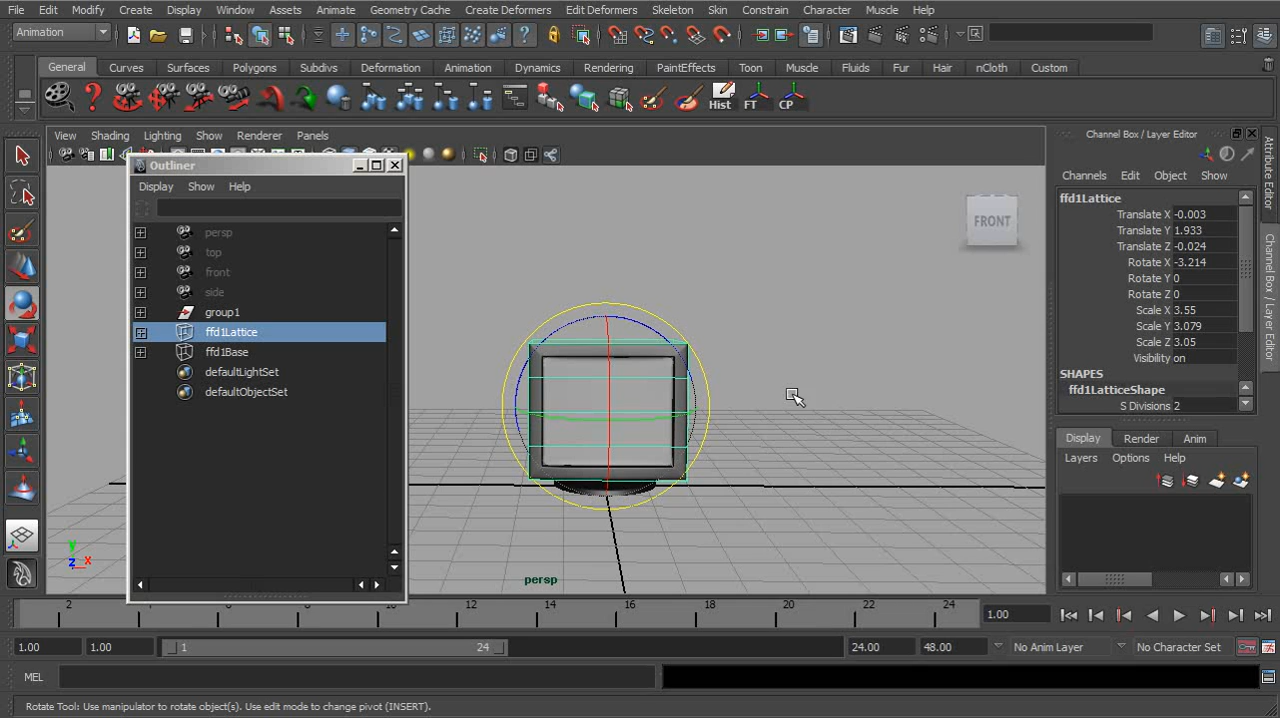 File Edit Modify Create Display Window Assets Animate Geometry Cache Create Deformers Edit Deformers Skeleton Skin Constrain Character Muscle Help
Animation
General Curves Surfaces Polygons Subdivs Deformation Animation Dynamics Rendering PaintEffects Toon Muscle Fluids Fur Hair nCloth Custom
Hist FT CP
View Shading Lighting Show Renderer Panels
Channel Box / Layer Editor
Outliner
Display Show Help
persp
top
front
side
group1
ffd1Lattice
ffd1Base
defaultLightSet
defaultObjectSet
FRONT
y
z x
persp
Channels Edit Object Show
ffd1Lattice
Translate X -0.003
Translate Y 1.933
Translate Z -0.024
Rotate X -3.214
Rotate Y 0
Rotate Z 0
Scale X 3.55
Scale Y 3.079
Scale Z 3.05
Visibility on
SHAPES
ffd1LatticeShape
S Divisions 2
Display Render Anim
Layers Options Help
Attribute Editor
Channel Box / Layer Editor
2 12 14 16 18 20 22 24
1.00
1.00 1.00 1 24 24.00 48.00 No Anim Layer No Character Set
MEL
Rotate Tool: Use manipulator to rotate object(s). Use edit mode to change pivot (INSERT).